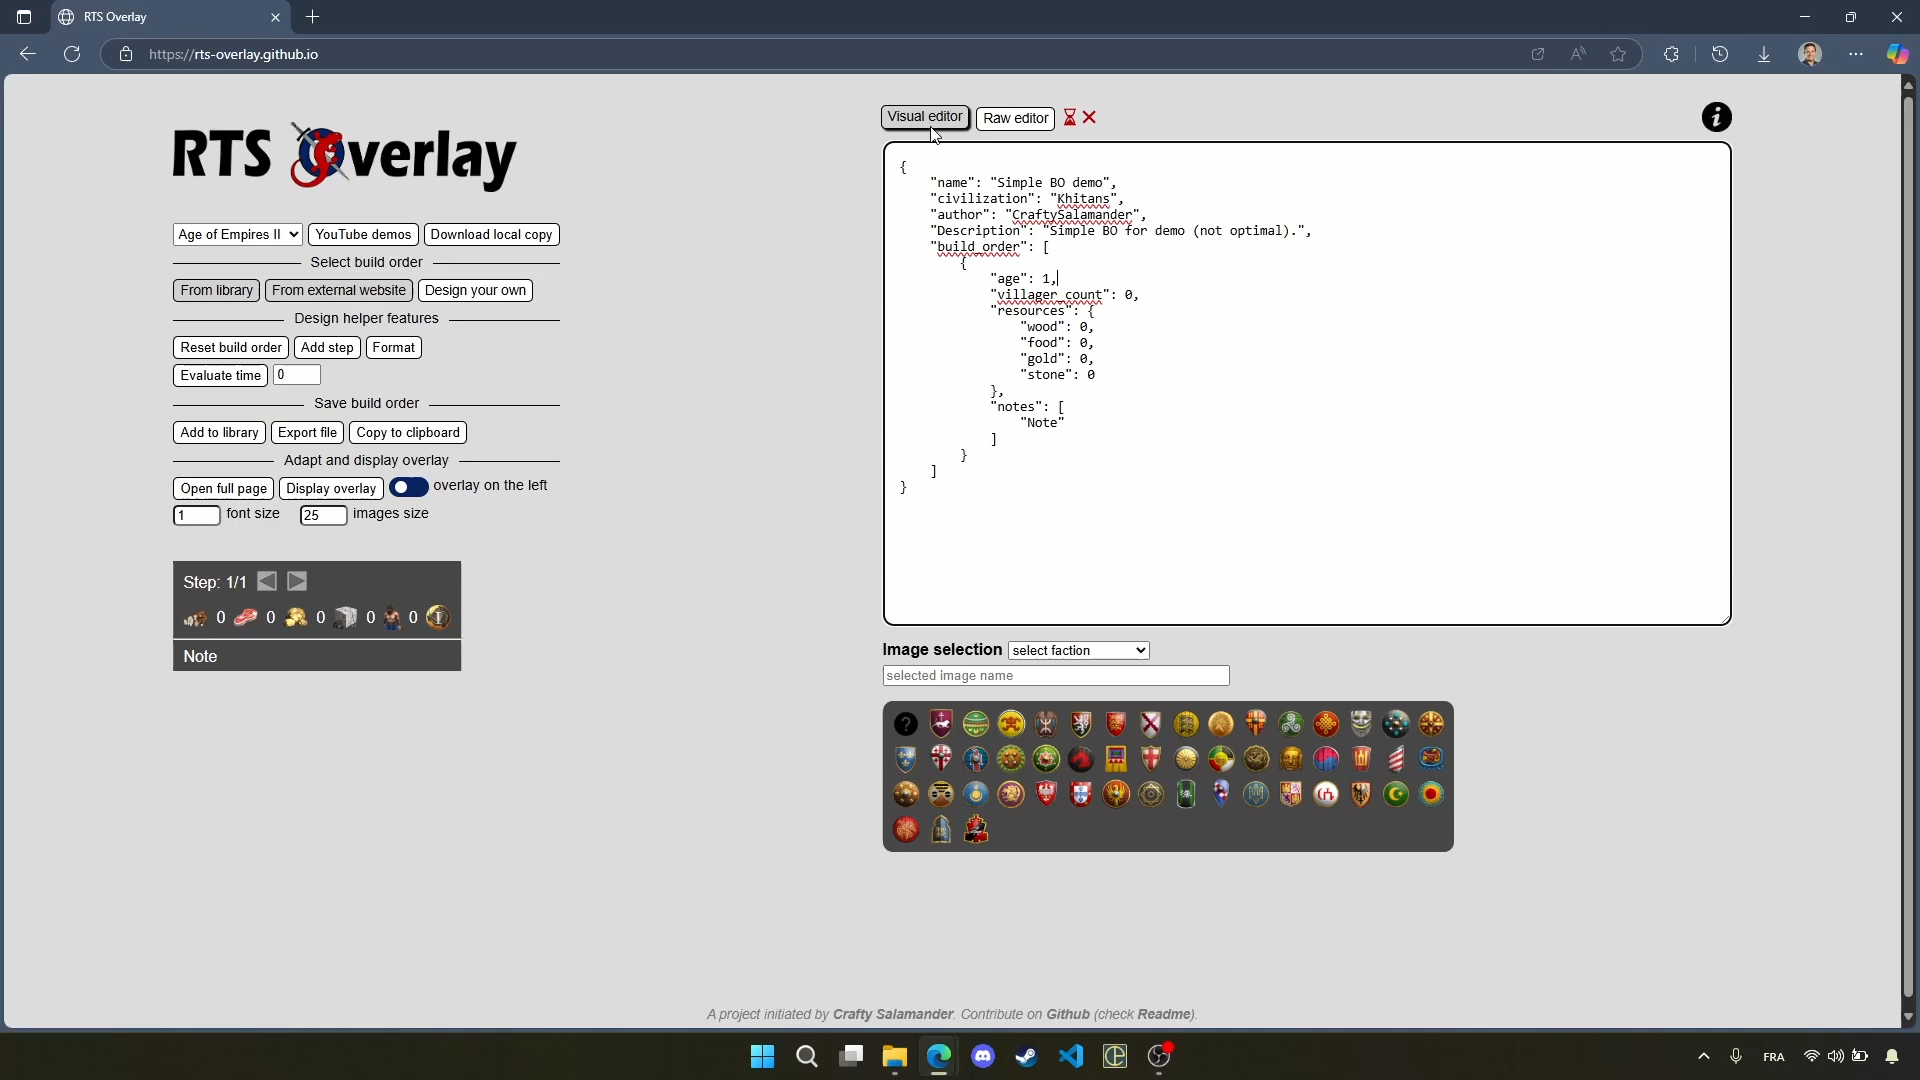 RTS Overlay
https://rts-overlay.github.io
RTS Overlay
Age of Empires II
YouTube demos
Download local copy
Select build order
From library
From external website
Design your own
Design helper features
Reset build order
Add step
Format
Evaluate time
0
Save build order
Add to library
Export file
Copy to clipboard
Adapt and display overlay
Open full page
Display overlay
overlay on the left
1
font size
25
images size
Step: 1/1
0
0
0
0
0
I
Note
Visual editor
Raw editor
i
{
"name": "Simple BO demo",
"civilization": "Khitans",
"author": "CraftySalamander",
"Description": "Simple BO for demo (not optimal).",
"build_order": [
{
"age": 1,
"villager_count": 0,
"resources": {
"wood": 0,
"food": 0,
"gold": 0,
"stone": 0
},
"notes": [
"Note"
]
}
]
}
Image selection
select faction
selected image name
?
A project initiated by Crafty Salamander. Contribute on Github (check Readme).
FRA